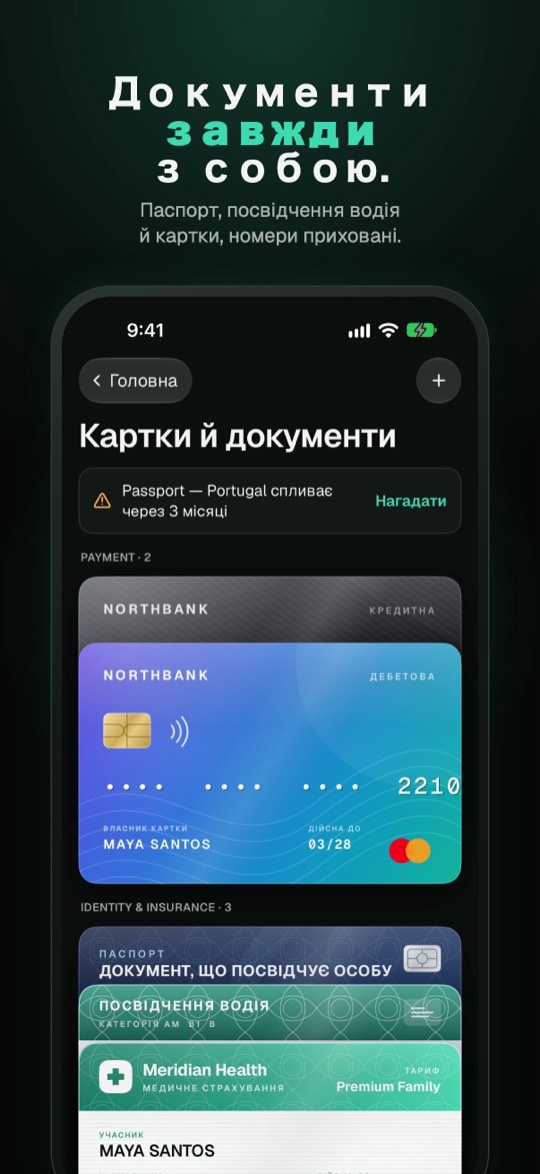 Документи
завжди
з собою.
Паспорт, посвідчення водія
й картки, номери приховані.
9:41
Головна
+
Картки й документи
Passport — Portugal спливає
через 3 місяці
Нагадати
PAYMENT · 2
NORTHBANK
КРЕДИТНА
NORTHBANK
ДЕБЕТОВА
•••• •••• •••• 2210
ВЛАСНИК КАРТКИ
ДІЙСНА ДО
MAYA SANTOS
03/28
IDENTITY & INSURANCE · 3
ПАСПОРТ
ДОКУМЕНТ, ЩО ПОСВІДЧУЄ ОСОБУ
ПОСВІДЧЕННЯ ВОДІЯ
КАТЕГОРІЯ AM B1 B
Meridian Health
МЕДИЧНЕ СТРАХУВАННЯ
ТАРИФ
Premium Family
УЧАСНИК
MAYA SANTOS